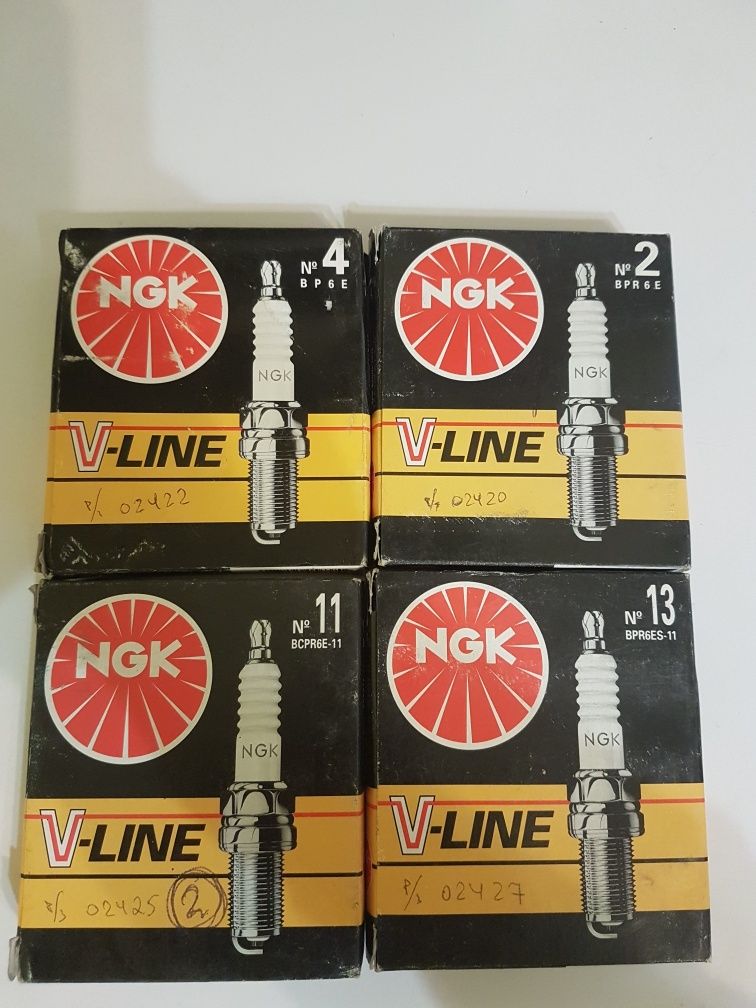 NGK
Nº 4
BP6E
NGK
V-LINE
02422
NGK
Nº 2
BPR6E
NGK
V-LINE
02420
NGK
Nº 11
BCPR6E-11
NGK
V-LINE
02425 2
NGK
Nº 13
BPR6ES-11
NGK
V-LINE
02427